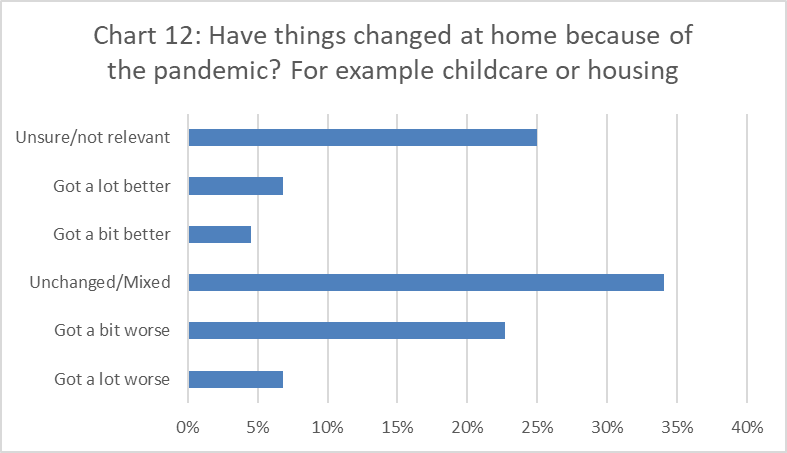 Chart 12: Have things changed at home because of
the pandemic? For example childcare or housing
Unsure/not relevant
Got a lot better
Got a bit better
Unchanged/Mixed
Got a bit worse
Got a lot worse
0% 5% 10% 15% 20% 25% 30% 35% 40%